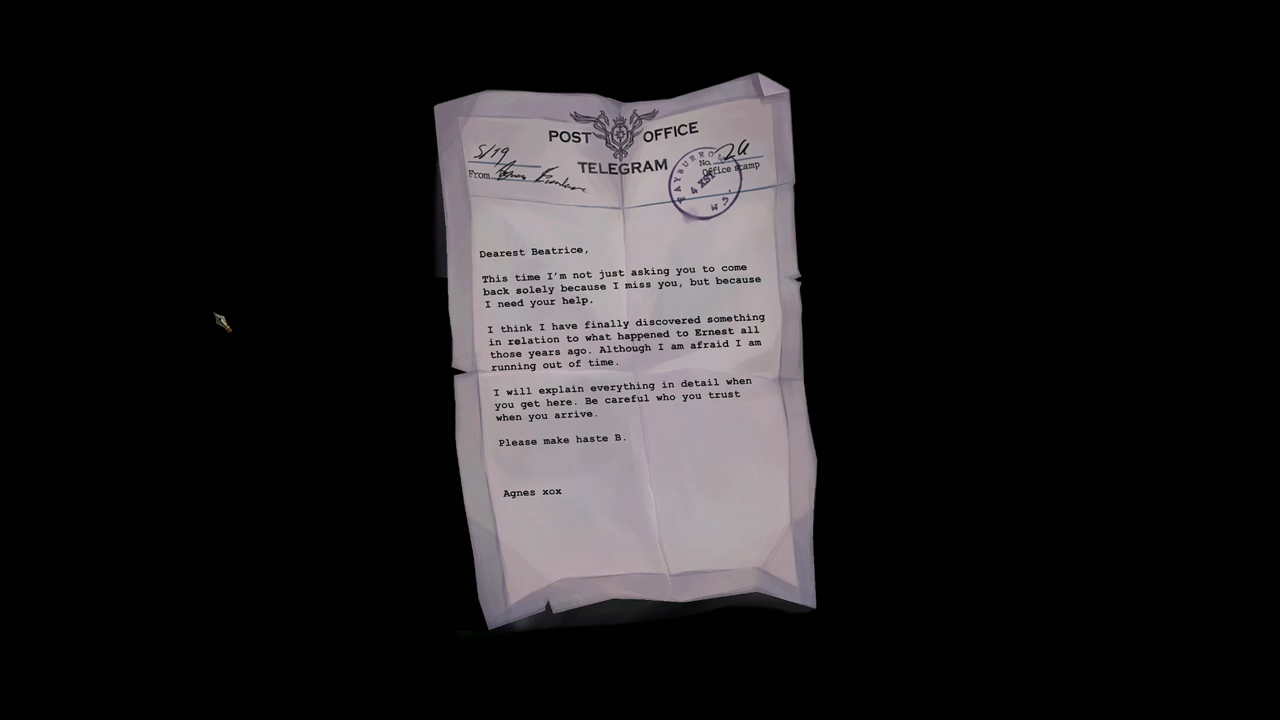 POST OFFICE
TELEGRAM
5/19
No. 2a
From
Office stamp
Dearest Beatrice,
This time I'm not just asking you to come
back solely because I miss you, but because
I need your help.
I think I have finally discovered something
in relation to what happened to Ernest all
those years ago. Although I am afraid I am
running out of time.
I will explain everything in detail when
you get here. Be careful who you trust
when you arrive.
Please make haste B.
Agnes xox